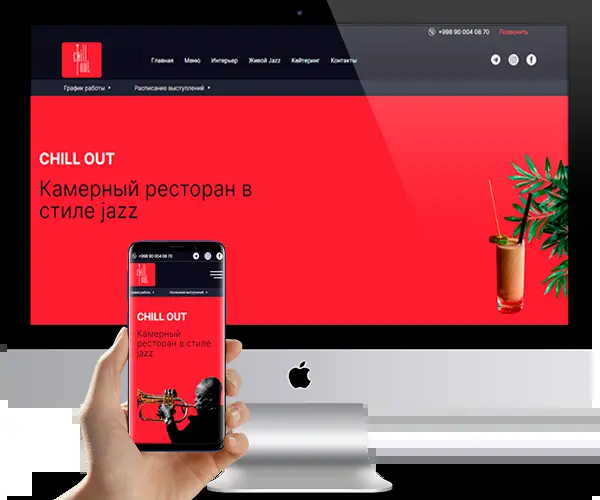 +998 90 004 08 70 Позвонить
chill out
Главная Меню Интерьер Живой Jazz Кейтеринг Контакты
График работы Расписание выступлений
CHILL OUT
Камерный ресторан в
стиле jazz
+998 90 004 08 70
chill out
График работы Расписание выступлений
CHILL OUT
Камерный
ресторан в стиле
jazz